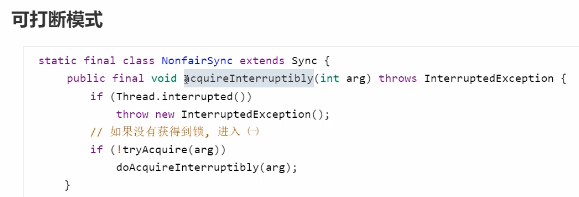 可打断模式
static final class NonfairSync extends Sync {
public final void acquireInterruptibly(int arg) throws InterruptedException {
if (Thread.interrupted())
throw new InterruptedException();
// 如果没有获得到锁, 进入 ㈠
if (!tryAcquire(arg))
doAcquireInterruptibly(arg);
}